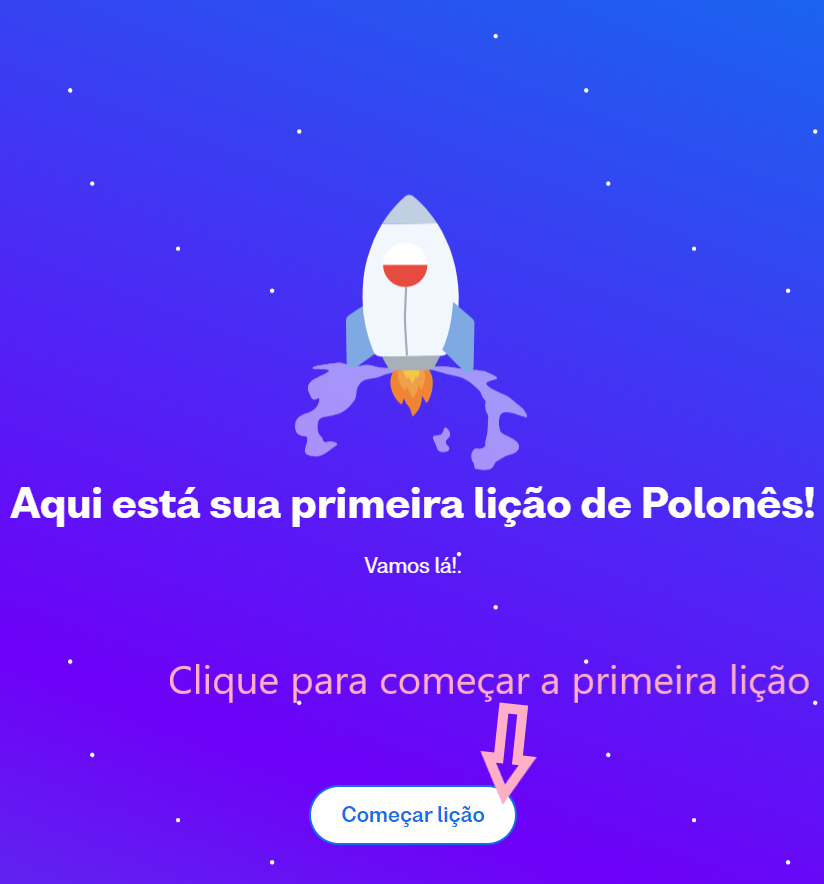 Aqui está sua primeira lição de Polonês!
Vamos lá!.
Clique para começar a primeira lição
Começar lição